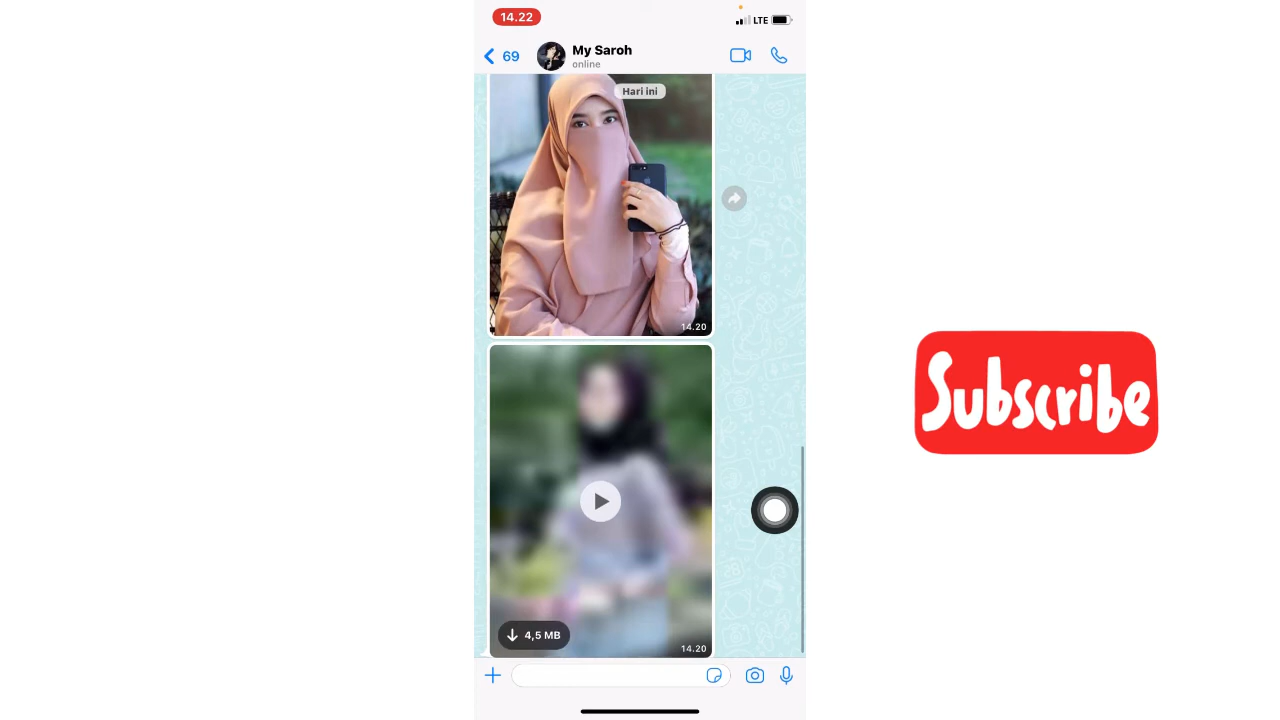 14.22
LTE
69
My Saroh
online
Hari ini
14.20
4,5 MB
14.20
Subscribe